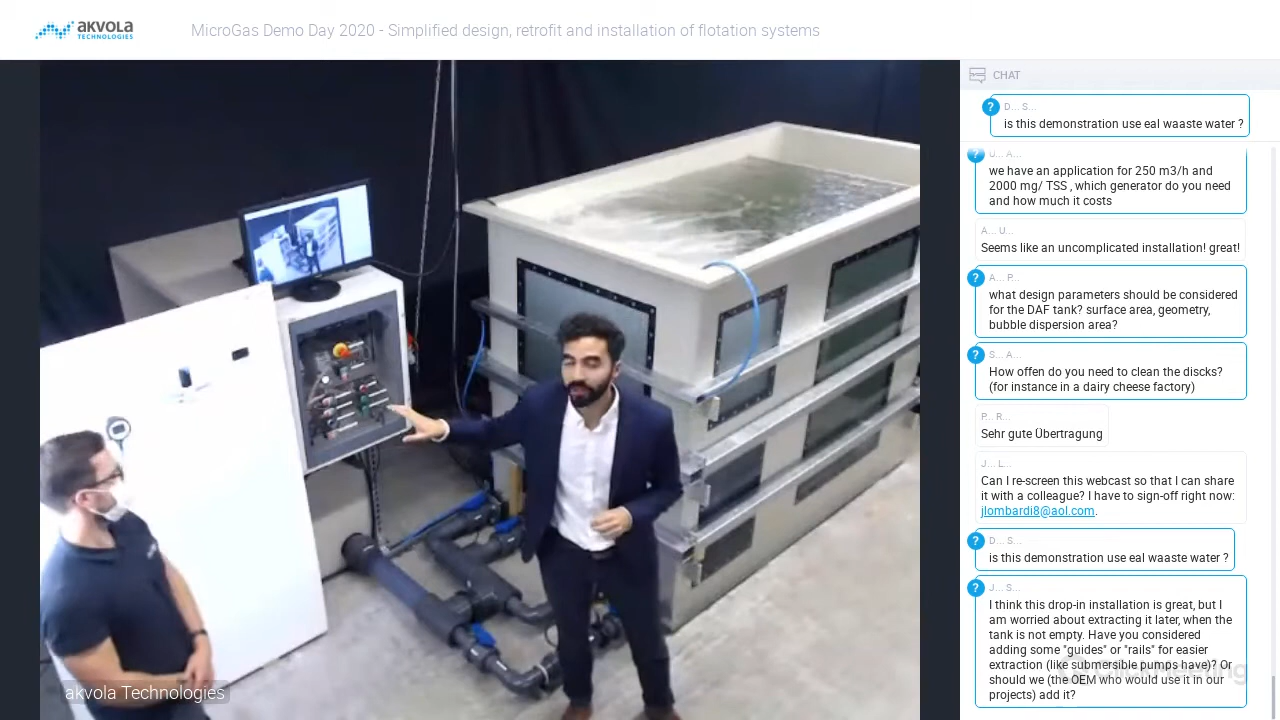 akvola
TECHNOLOGIES
MicroGas Demo Day 2020 - Simplified design, retrofit and installation of flotation systems
CHAT
D... S...
is this demonstration use eal waaste water ?
we have an application for 250 m3/h and
2000 mg/ TSS , which generator do you need
and how much it costs
A... U...
Seems like an uncomplicated installation! great!
A... P...
what design parameters should be considered
for the DAF tank? surface area, geometry,
bubble dispersion area?
S... A...
How offen do you need to clean the discks?
(for instance in a dairy cheese factory)
P... R...
Sehr gute Übertragung
J... L...
Can I re-screen this webcast so that I can share
it with a colleague? I have to sign-off right now:
jlombardi8@aol.com.
D... S...
is this demonstration use eal waaste water ?
J... S...
I think this drop-in installation is great, but I
am worried about extracting it later, when the
tank is not empty. Have you considered
adding some "guides" or "rails" for easier
extraction (like submersible pumps have)? Or
should we (the OEM who would use it in our
projects) add it?
akvola Technologies